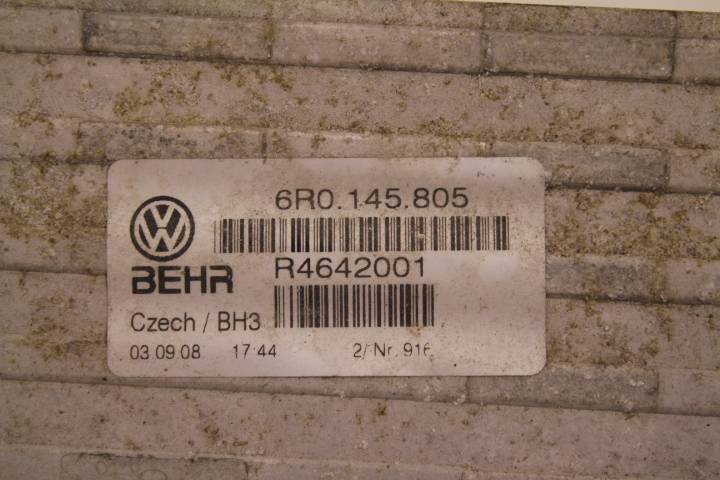 6R0.145.805
BEHR
R4642001
Czech / BH3
03.09.08 17:44 2/ Nr. 916